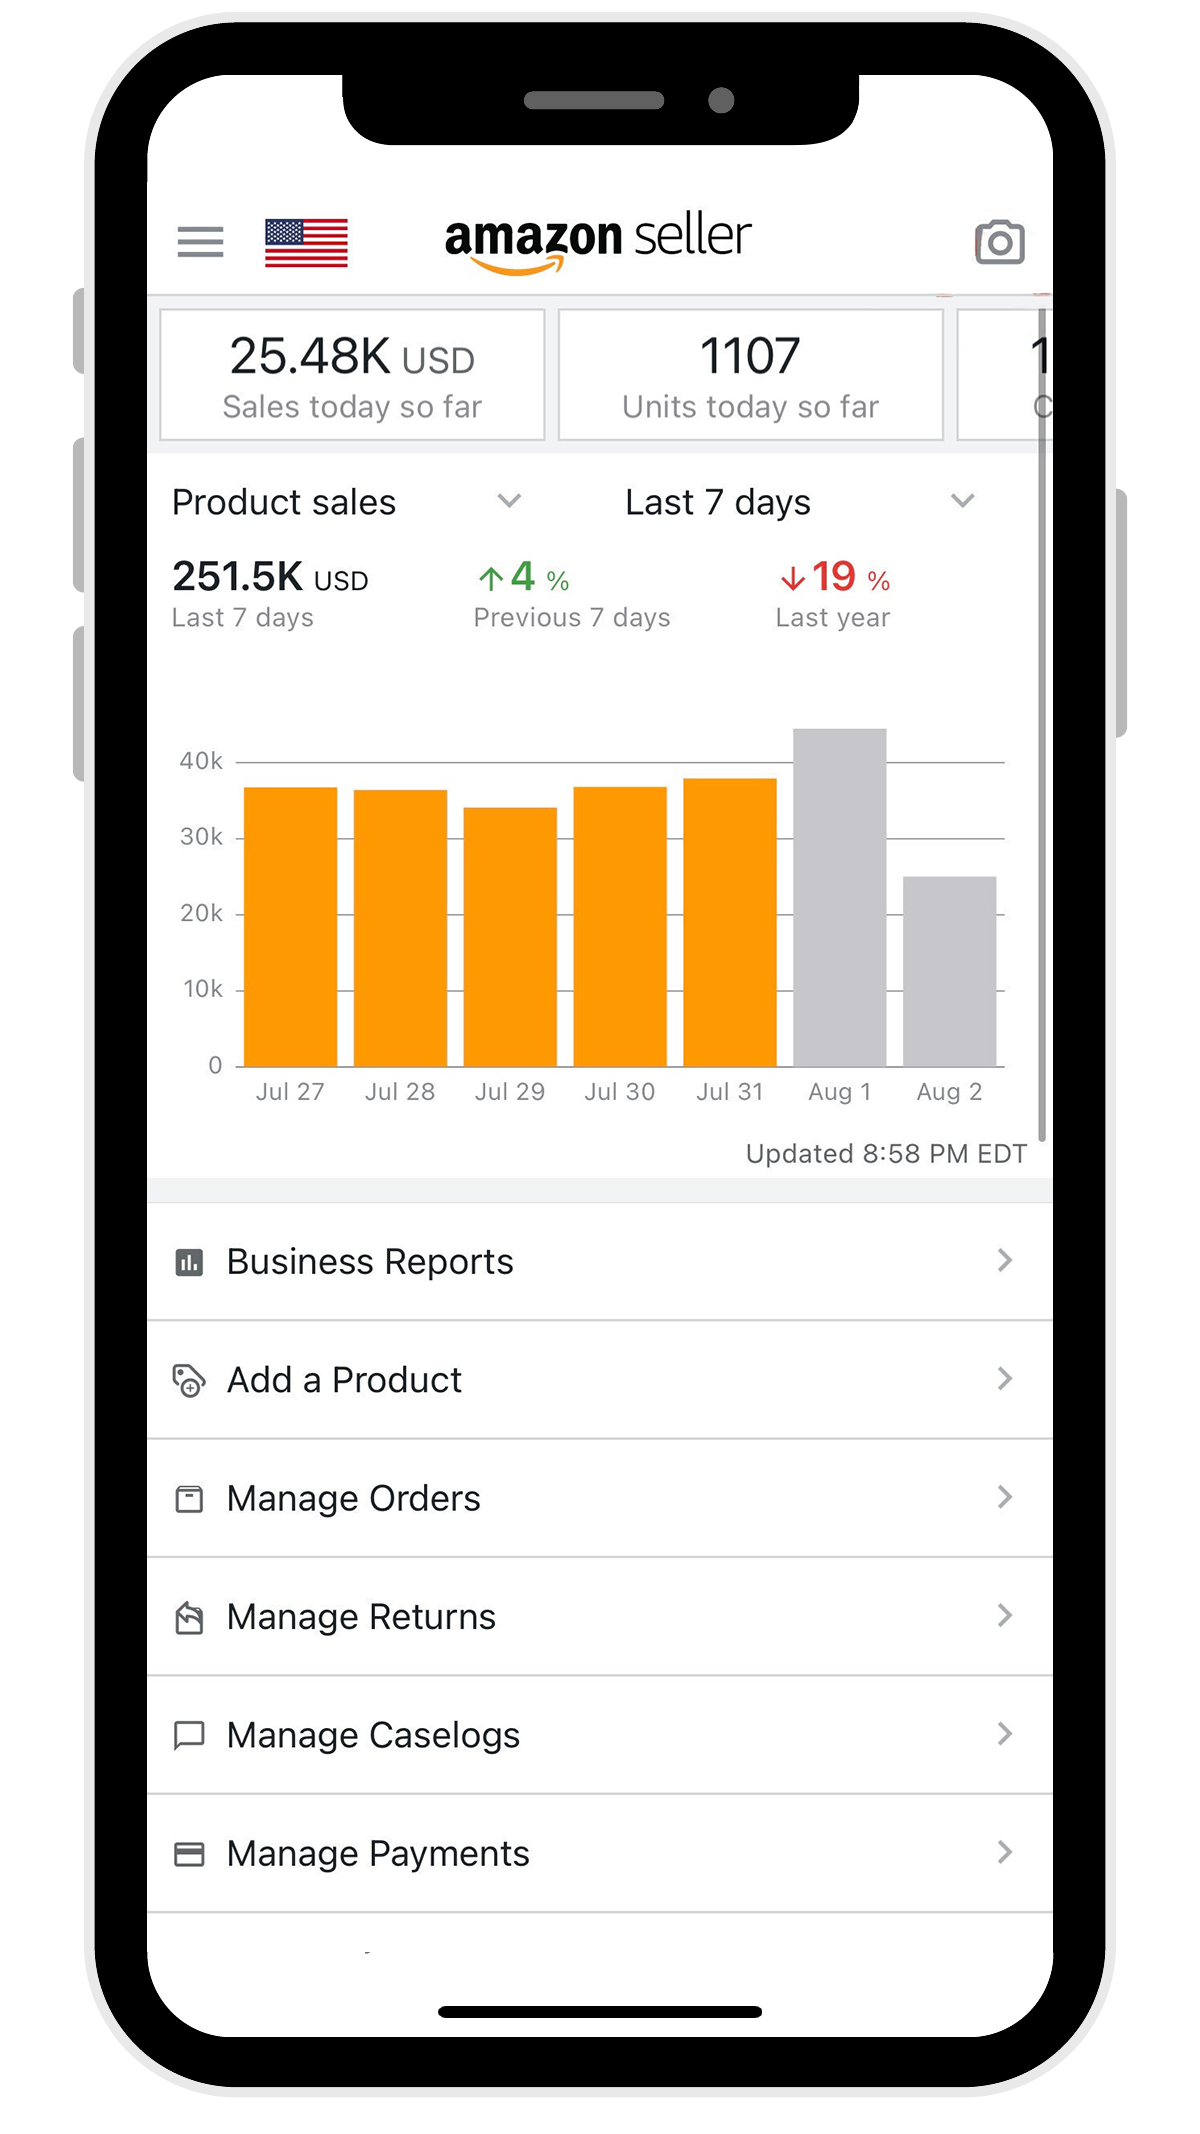 amazon seller
25.48K USD
Sales today so far
1107
Units today so far
Product sales
Last 7 days
251.5K USD
Last 7 days
↑4 %
Previous 7 days
↓19 %
Last year
40k
30k
20k
10k
0
Jul 27 Jul 28 Jul 29 Jul 30 Jul 31 Aug 1 Aug 2
Updated 8:58 PM EDT
Business Reports
Add a Product
Manage Orders
Manage Returns
Manage Caselogs
Manage Payments